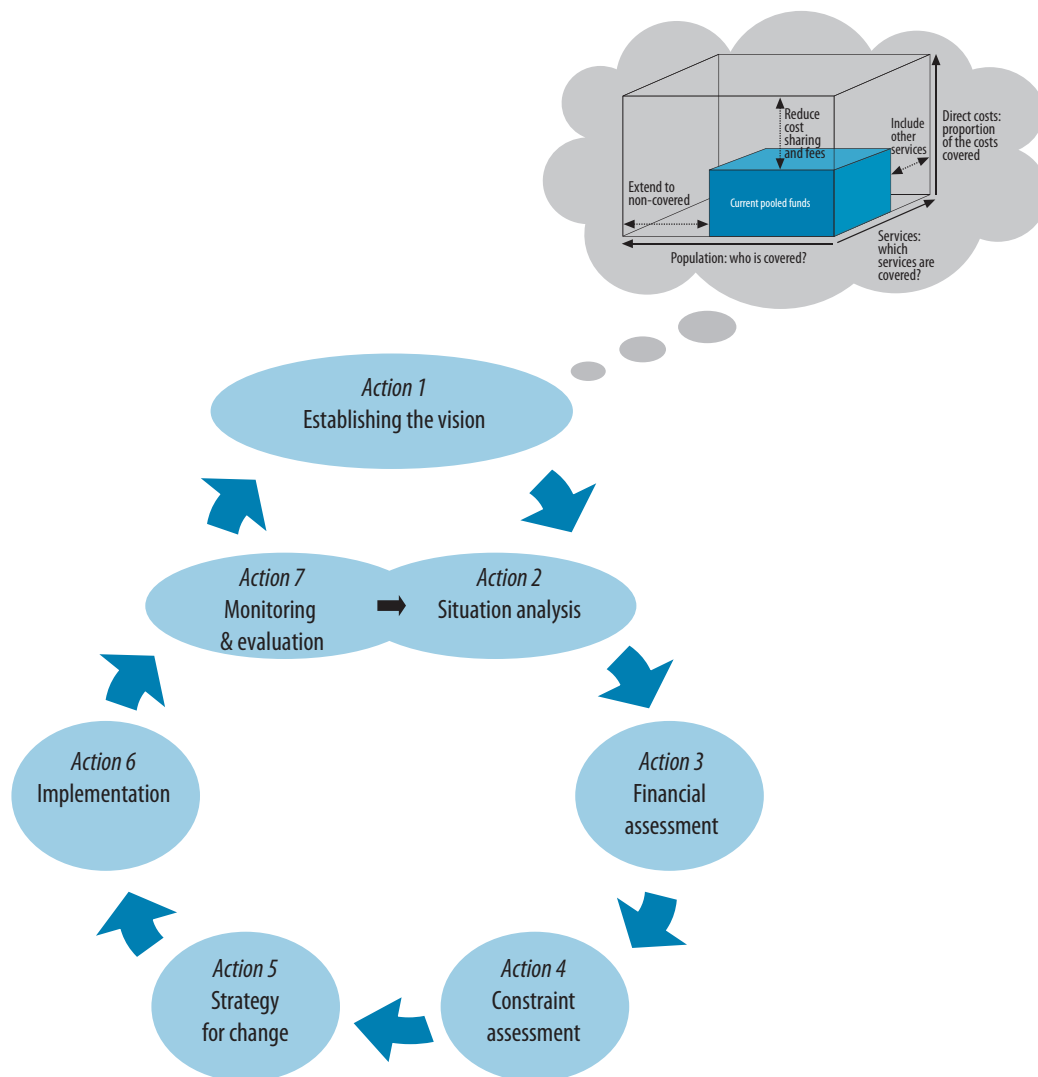 Reduce
cost
sharing
and fees
Include
other
services
Direct costs:
proportion
of the costs
covered
Extend to
non-covered
Current pooled funds
Population: who is covered?
Services:
which
services are
covered?
Action 1
Establishing the vision
Action 7
Monitoring
& evaluation
Action 2
Situation analysis
Action 6
Implementation
Action 3
Financial
assessment
Action 5
Strategy
for change
Action 4
Constraint
assessment